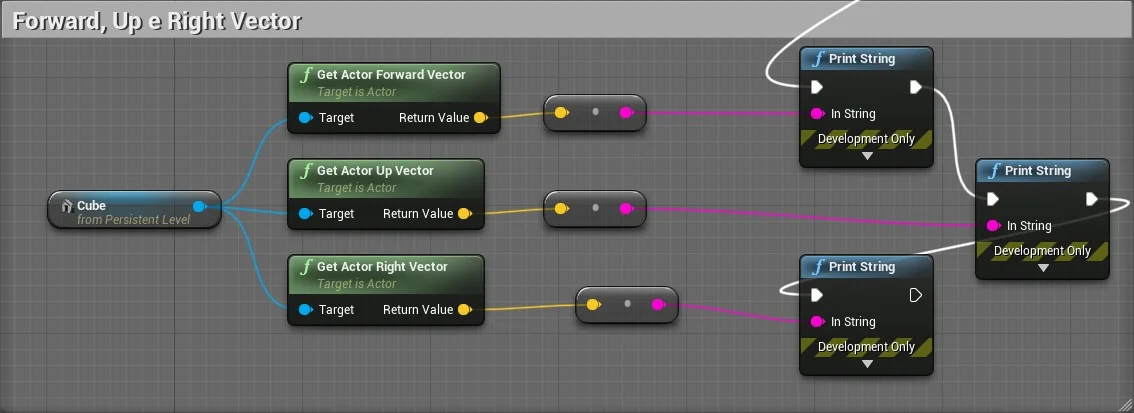 Forward, Up e Right Vector
Cube
from Persistent Level
f Get Actor Forward Vector
Target is Actor
Target Return Value
f Get Actor Up Vector
Target is Actor
Target Return Value
f Get Actor Right Vector
Target is Actor
Target Return Value
f Print String
In String
Development Only
f Print String
In String
Development Only
f Print String
In String
Development Only